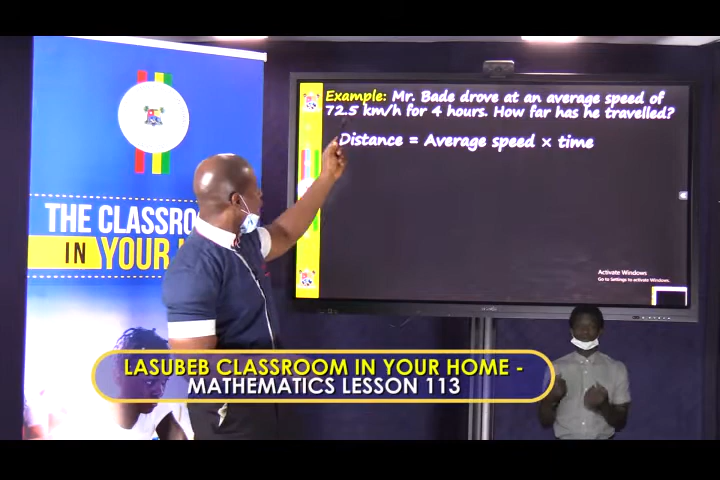 Example: Mr. Bade drove at an average speed of
72.5 km/h for 4 hours. How far has he travelled?
Distance = Average speed × time
THE CLASSRO
IN YOUR
Activate Windows
Go to Settings to activate Windows.
LASUBEB CLASSROOM IN YOUR HOME -
MATHEMATICS LESSON 113